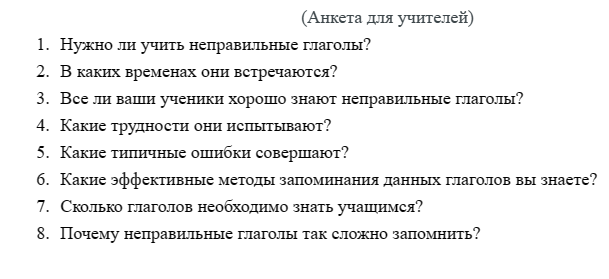 (Анкета для учителей)
1. Нужно ли учить неправильные глаголы?
2. В каких временах они встречаются?
3. Все ли ваши ученики хорошо знают неправильные глаголы?
4. Какие трудности они испытывают?
5. Какие типичные ошибки совершают?
6. Какие эффективные методы запоминания данных глаголов вы знаете?
7. Сколько глаголов необходимо знать учащимся?
8. Почему неправильные глаголы так сложно запомнить?